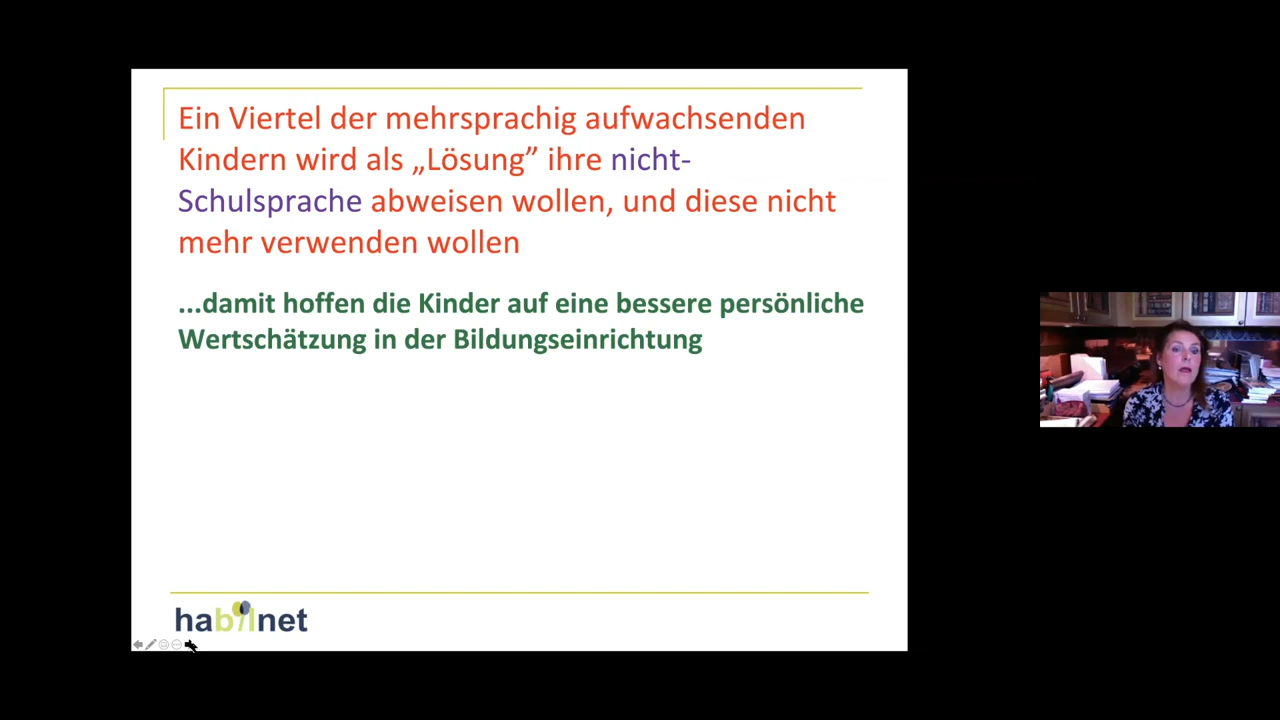 Ein Viertel der mehrsprachig aufwachsenden
Kindern wird als „Lösung” ihre nicht-
Schulsprache abweisen wollen, und diese nicht
mehr verwenden wollen
...damit hoffen die Kinder auf eine bessere persönliche
Wertschätzung in der Bildungseinrichtung
habilnet